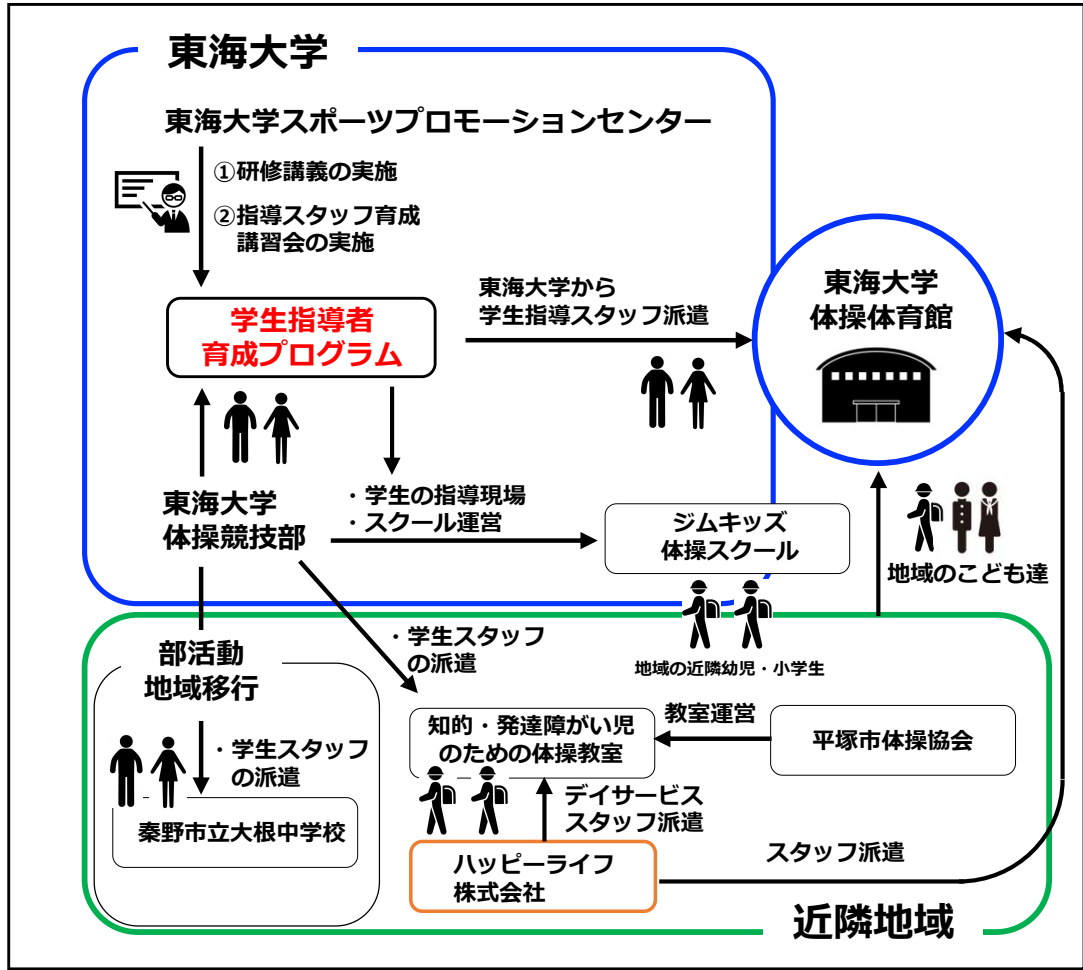 東海大学
東海大学スポーツプロモーションセンター
①研修講義の実施
②指導スタッフ育成
講習会の実施
学生指導者
育成プログラム
東海大学から
学生指導スタッフ派遣
東海大学
体操体育館
東海大学
体操競技部
・学生の指導現場
・スクール運営
ジムキッズ
体操スクール
地域のこども達
地域の近隣幼児・小学生
部活動
地域移行
・学生スタッフ
の派遣
秦野市立大根中学校
・学生スタッフ
の派遣
知的・発達障がい児
のための体操教室
教室運営
平塚市体操協会
デイサービス
スタッフ派遣
ハッピーライフ
株式会社
スタッフ派遣
近隣地域